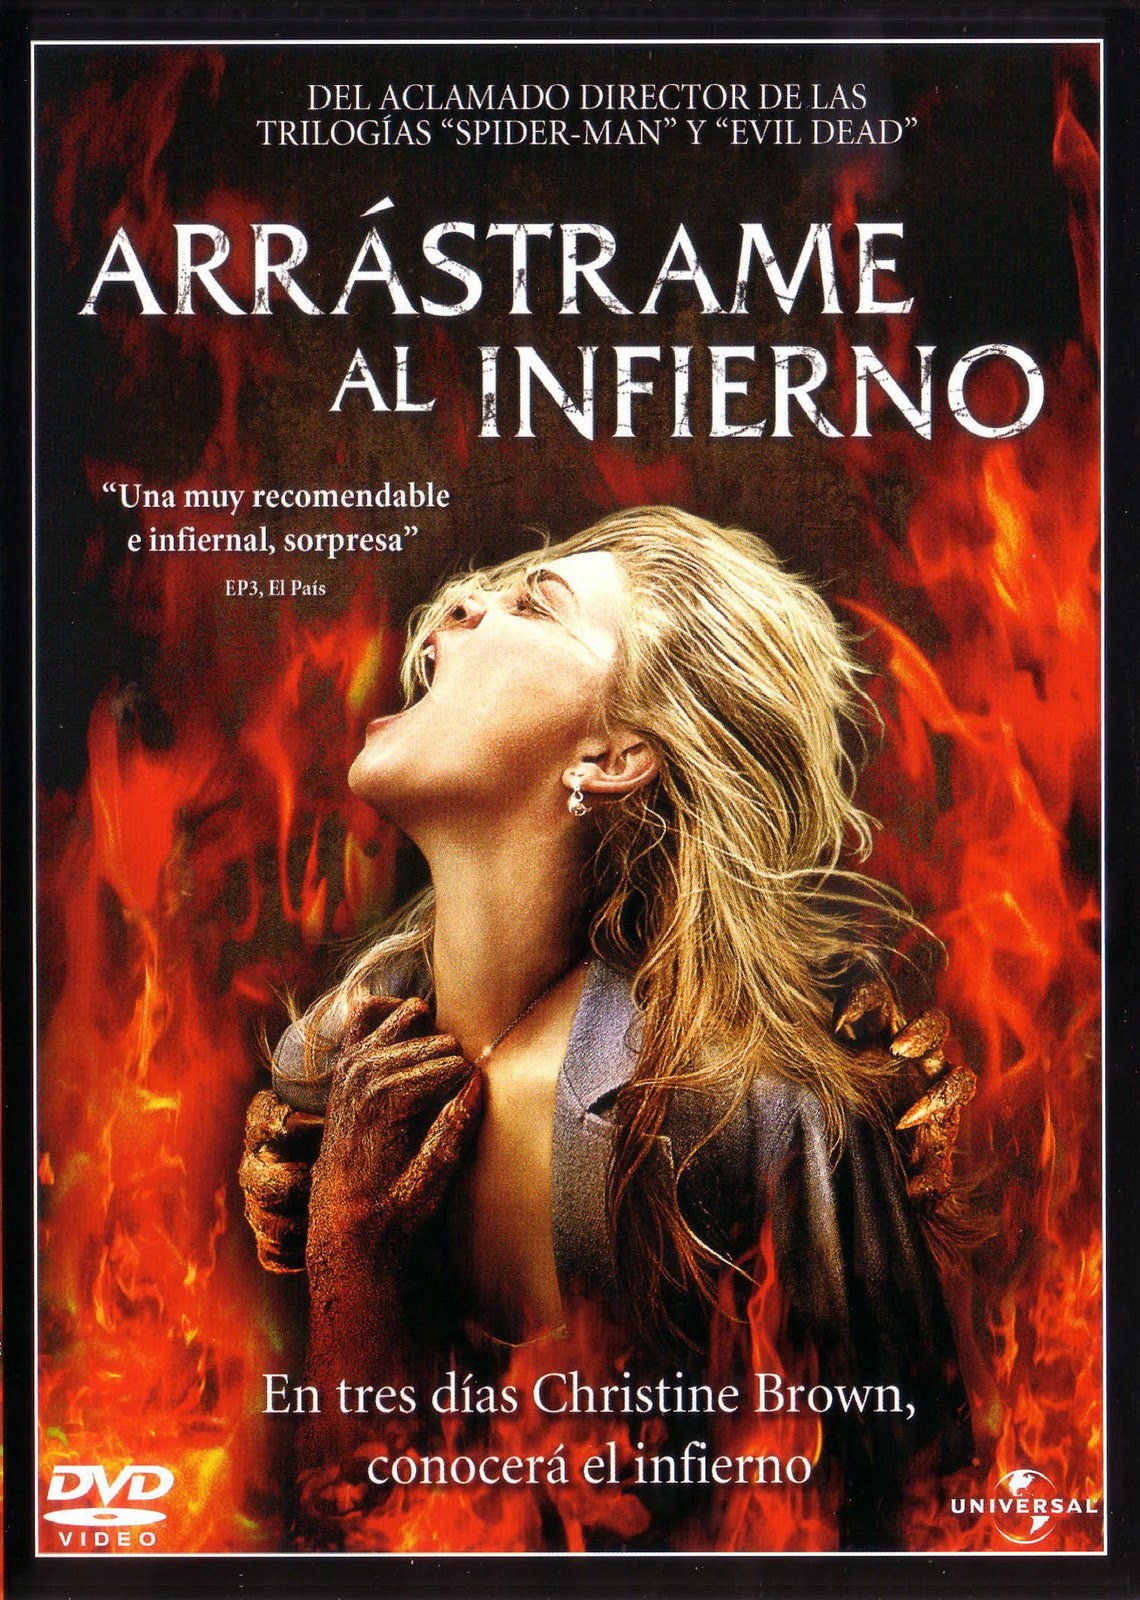 DEL ACLAMADO DIRECTOR DE LAS
TRILOGÍAS “SPIDER-MAN” Y “EVIL DEAD”
ARRÁSTRAME
AL INFIERNO
“Una muy recomendable
e infiernal, sorpresa”
EP3, El País
En tres días Christine Brown,
conocerá el infierno
DVD
VIDEO
UNIVERSAL